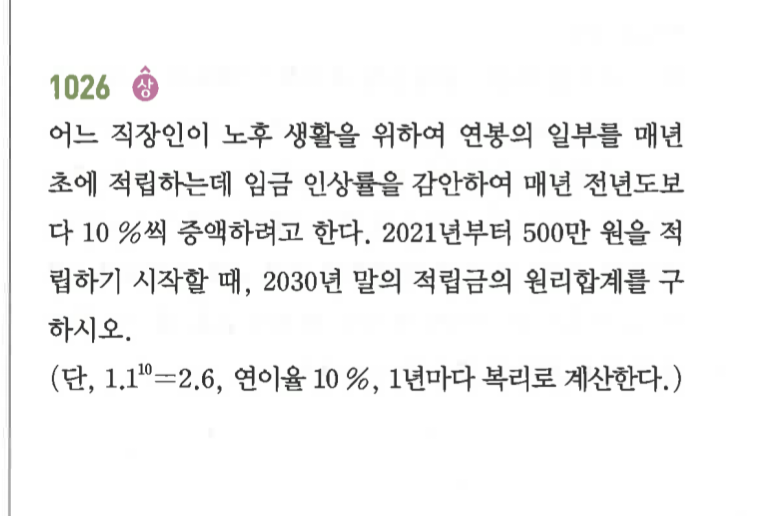 1026 상
어느 직장인이 노후 생활을 위하여 연봉의 일부를 매년
초에 적립하는데 임금 인상률을 감안하여 매년 전년도보
다 10 %씩 증액하려고 한다. 2021년부터 500만 원을 적
립하기 시작할 때, 2030년 말의 적립금의 원리합계를 구
하시오.
(단, 1.1¹⁰=2.6, 연이율 10 %, 1년마다 복리로 계산한다.)